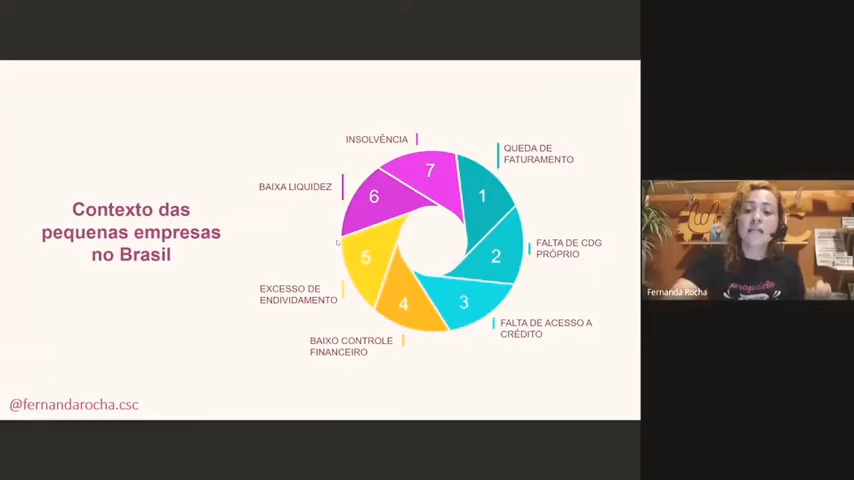 Contexto das
pequenas empresas
no Brasil
INSOLVÊNCIA
QUEDA DE
FATURAMENTO
BAIXA LIQUIDEZ
FALTA DE CDG
PRÓPRIO
EXCESSO DE
ENDIVIDAMENTO
FALTA DE ACESSO A
CRÉDITO
BAIXO CONTROLE
FINANCEIRO
1
2
3
4
5
6
7
@fernandarocha.csc
Fernanda Rocha
propósito